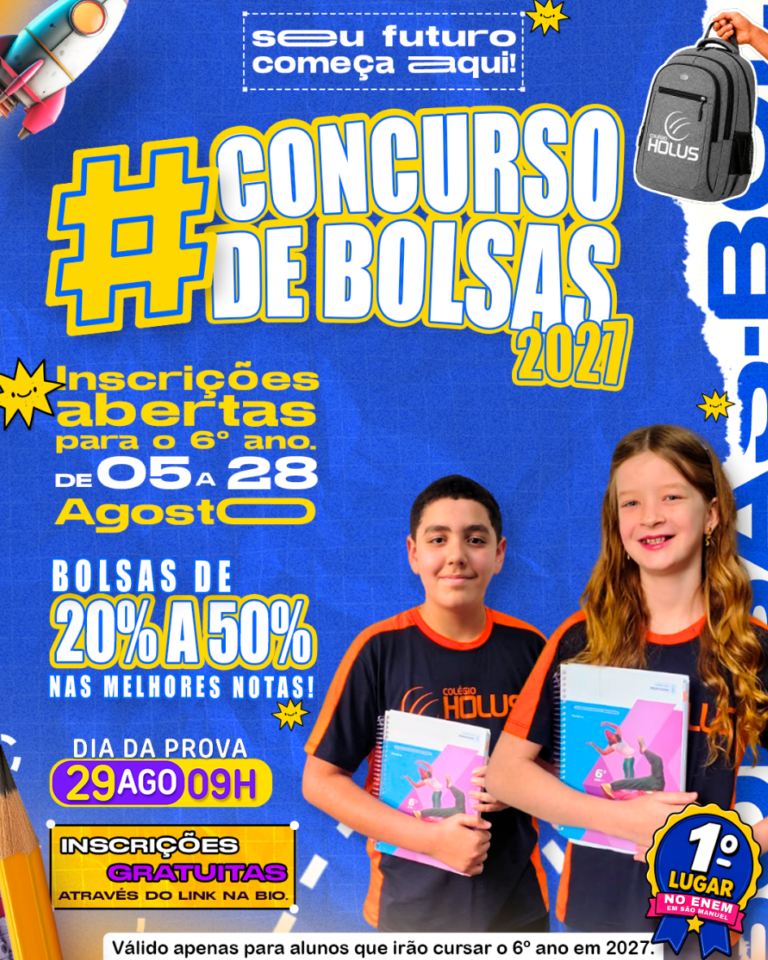 seu futuro
começa aqui!
COLÉGIO
HOLUS
#CONCURSO
DE BOLSAS
2027
Inscrições
abertas
para o 6º ano.
DE 05 A 28
Agosto
BOLSAS DE
20% A 50%
NAS MELHORES NOTAS!
DIA DA PROVA
29 AGO 09H
INSCRIÇÕES
GRATUITAS
ATRAVÉS DO LINK NA BIO.
COLÉGIO
HOLUS
6º
6º
1º
LUGAR
NO ENEM
EM SÃO MANUEL
Válido apenas para alunos que irão cursar o 6º ano em 2027.